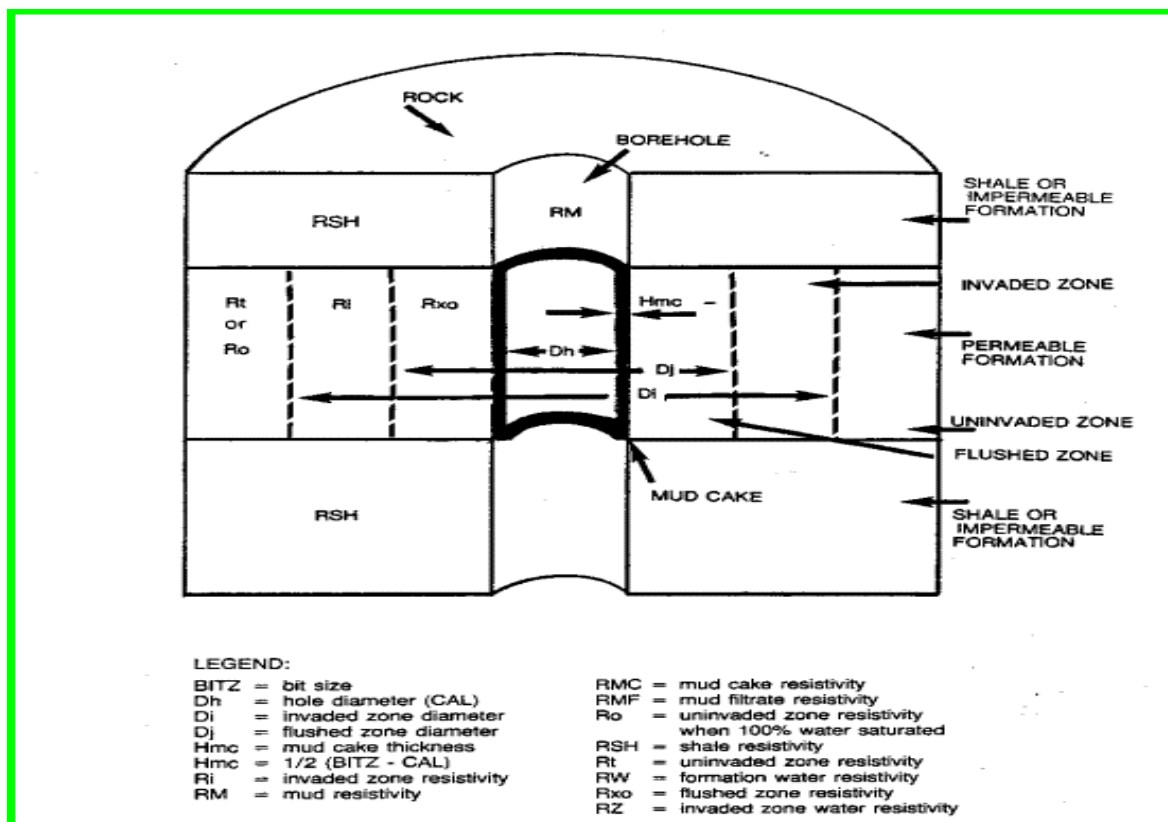 ROCK
BOREHOLE
SHALE OR
IMPERMEABLE
FORMATION
RSH
RM
INVADED ZONE
Rt
or
Ro
Ri
Rxo
Hmc
PERMEABLE
FORMATION
Dh
Dj
Di
UNINVADED ZONE
FLUSHED ZONE
MUD CAKE
RSH
SHALE OR
IMPERMEABLE
FORMATION
LEGEND:
BITZ = bit size
Dh = hole diameter (CAL)
Di = invaded zone diameter
Dj = flushed zone diameter
Hmc = mud cake thickness
Hmc = 1/2 (BITZ - CAL)
Ri = invaded zone resistivity
RM = mud resistivity
RMC = mud cake resistivity
RMF = mud filtrate resistivity
Ro = uninvaded zone resistivity
when 100% water saturated
RSH = shale resistivity
Rt = uninvaded zone resistivity
RW = formation water resistivity
Rxo = flushed zone resistivity
RZ = invaded zone water resistivity